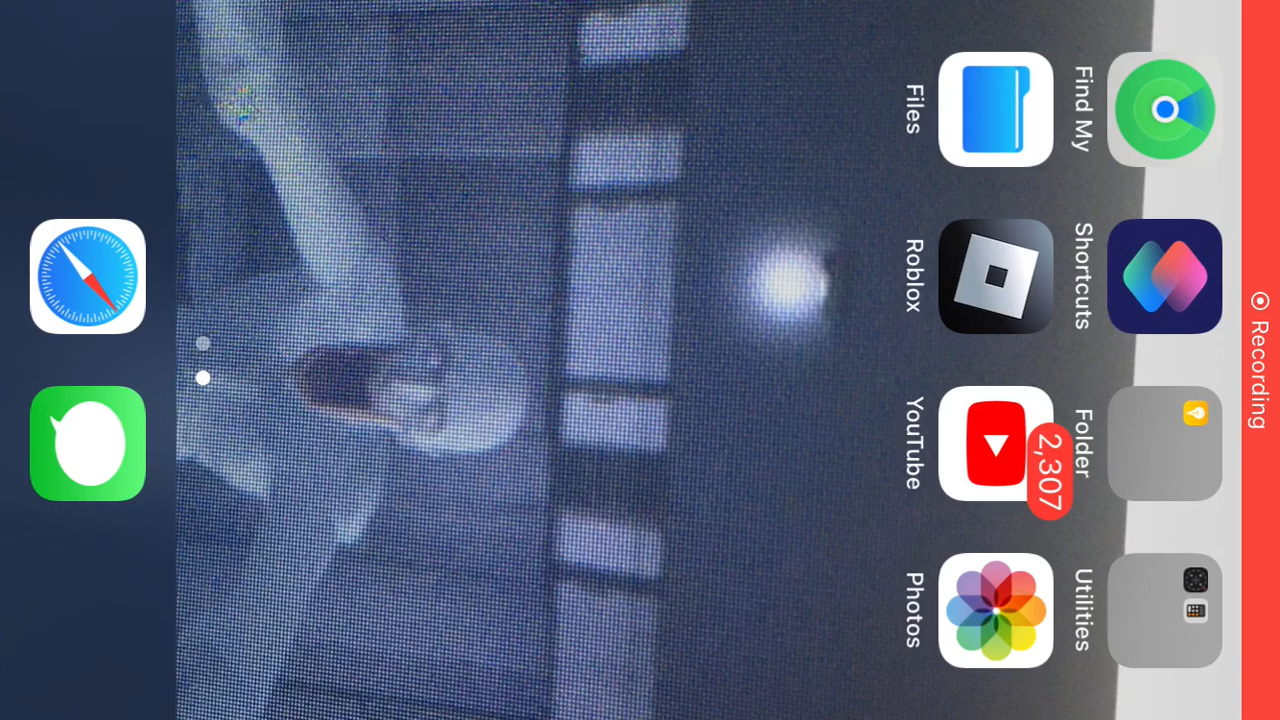 Recording
Find My
Shortcuts
Folder
Utilities
2,307
Files
Roblox
YouTube
Photos